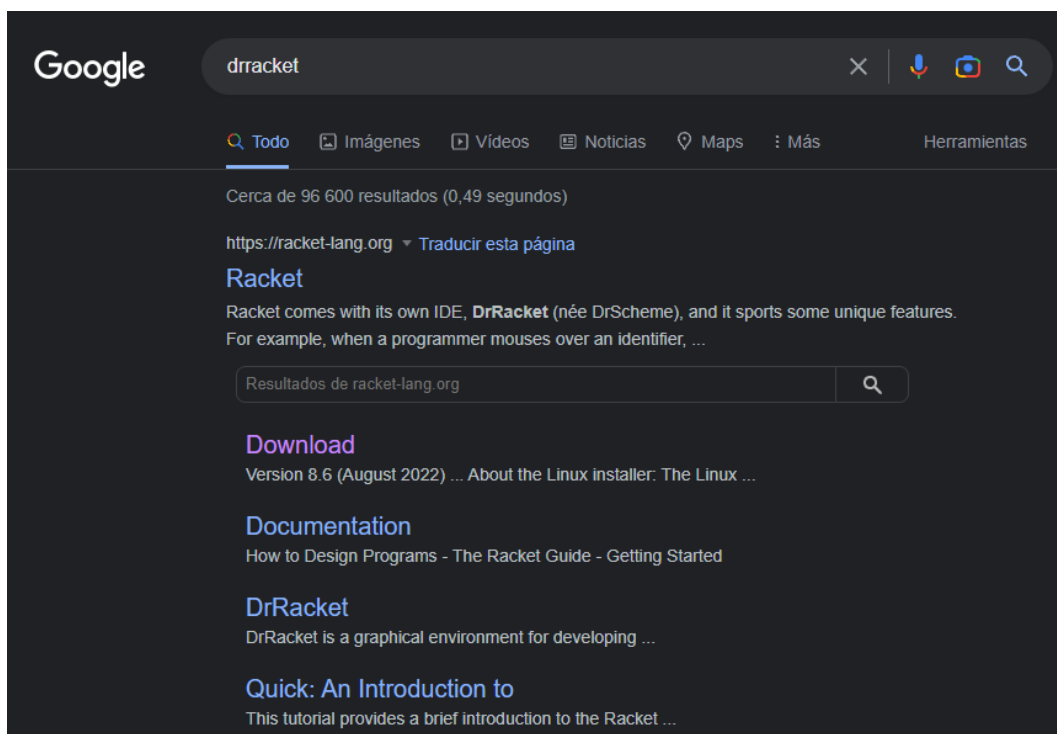 Google
drracket
Todo Imágenes Vídeos Noticias Maps Más Herramientas
Cerca de 96 600 resultados (0,49 segundos)
https://racket-lang.org Traducir esta página
Racket
Racket comes with its own IDE, DrRacket (née DrScheme), and it sports some unique features.
For example, when a programmer mouses over an identifier, ...
Resultados de racket-lang.org
Download
Version 8.6 (August 2022) ... About the Linux installer: The Linux ...
Documentation
How to Design Programs - The Racket Guide - Getting Started
DrRacket
DrRacket is a graphical environment for developing ...
Quick: An Introduction to
This tutorial provides a brief introduction to the Racket ...